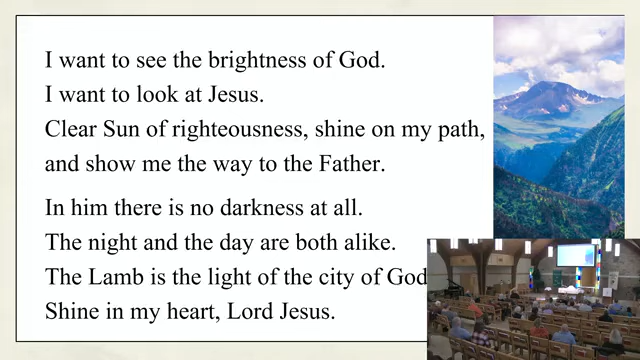 I want to see the brightness of God.
I want to look at Jesus.
Clear Sun of righteousness, shine on my path,
and show me the way to the Father.
In him there is no darkness at all.
The night and the day are both alike.
The Lamb is the light of the city of God
Shine in my heart, Lord Jesus.